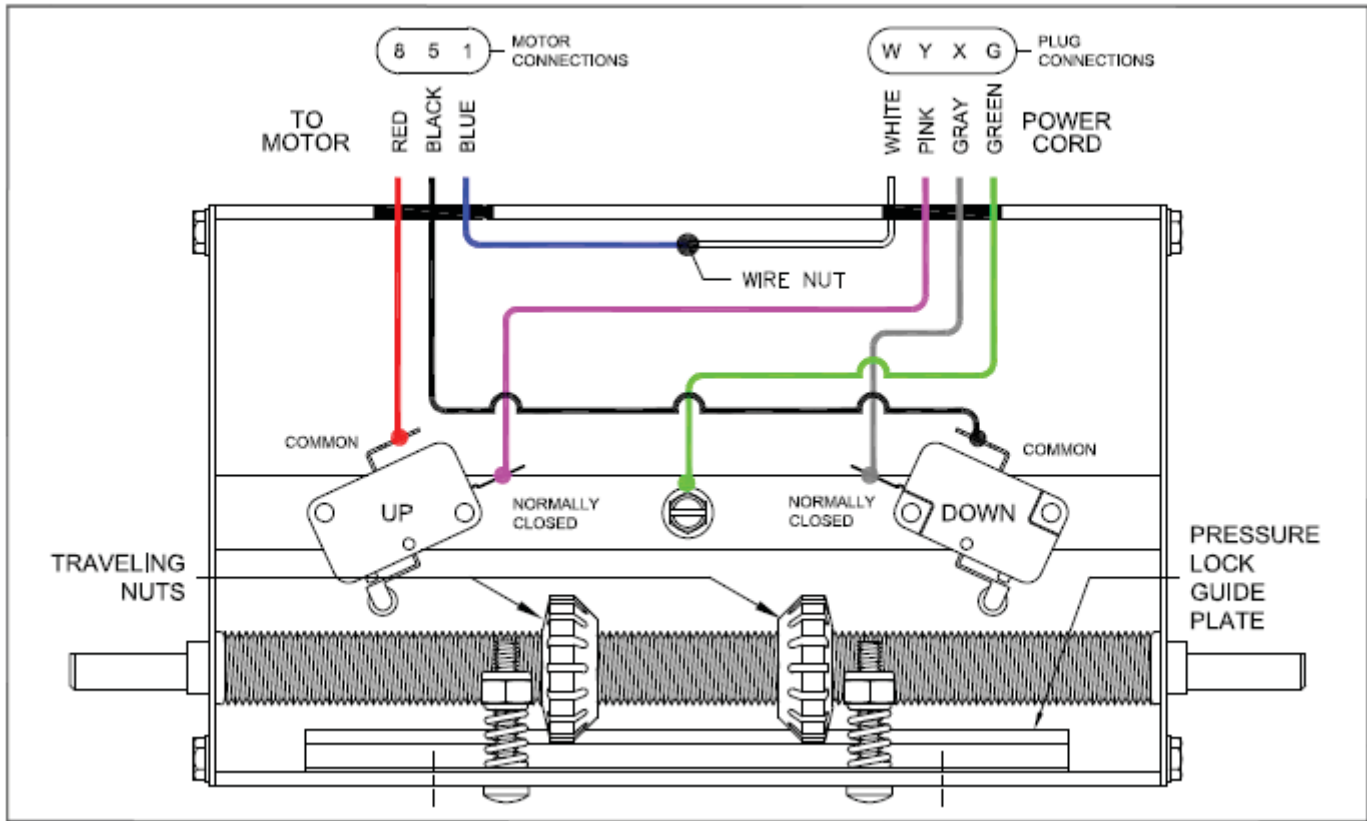 8 5 1
MOTOR
CONNECTIONS
W Y X G
PLUG
CONNECTIONS
TO
MOTOR
RED
BLACK
BLUE
WHITE
PINK
GRAY
GREEN
POWER
CORD
WIRE NUT
COMMON
UP
NORMALLY
CLOSED
NORMALLY
CLOSED
DOWN
COMMON
TRAVELING
NUTS
PRESSURE
LOCK
GUIDE
PLATE